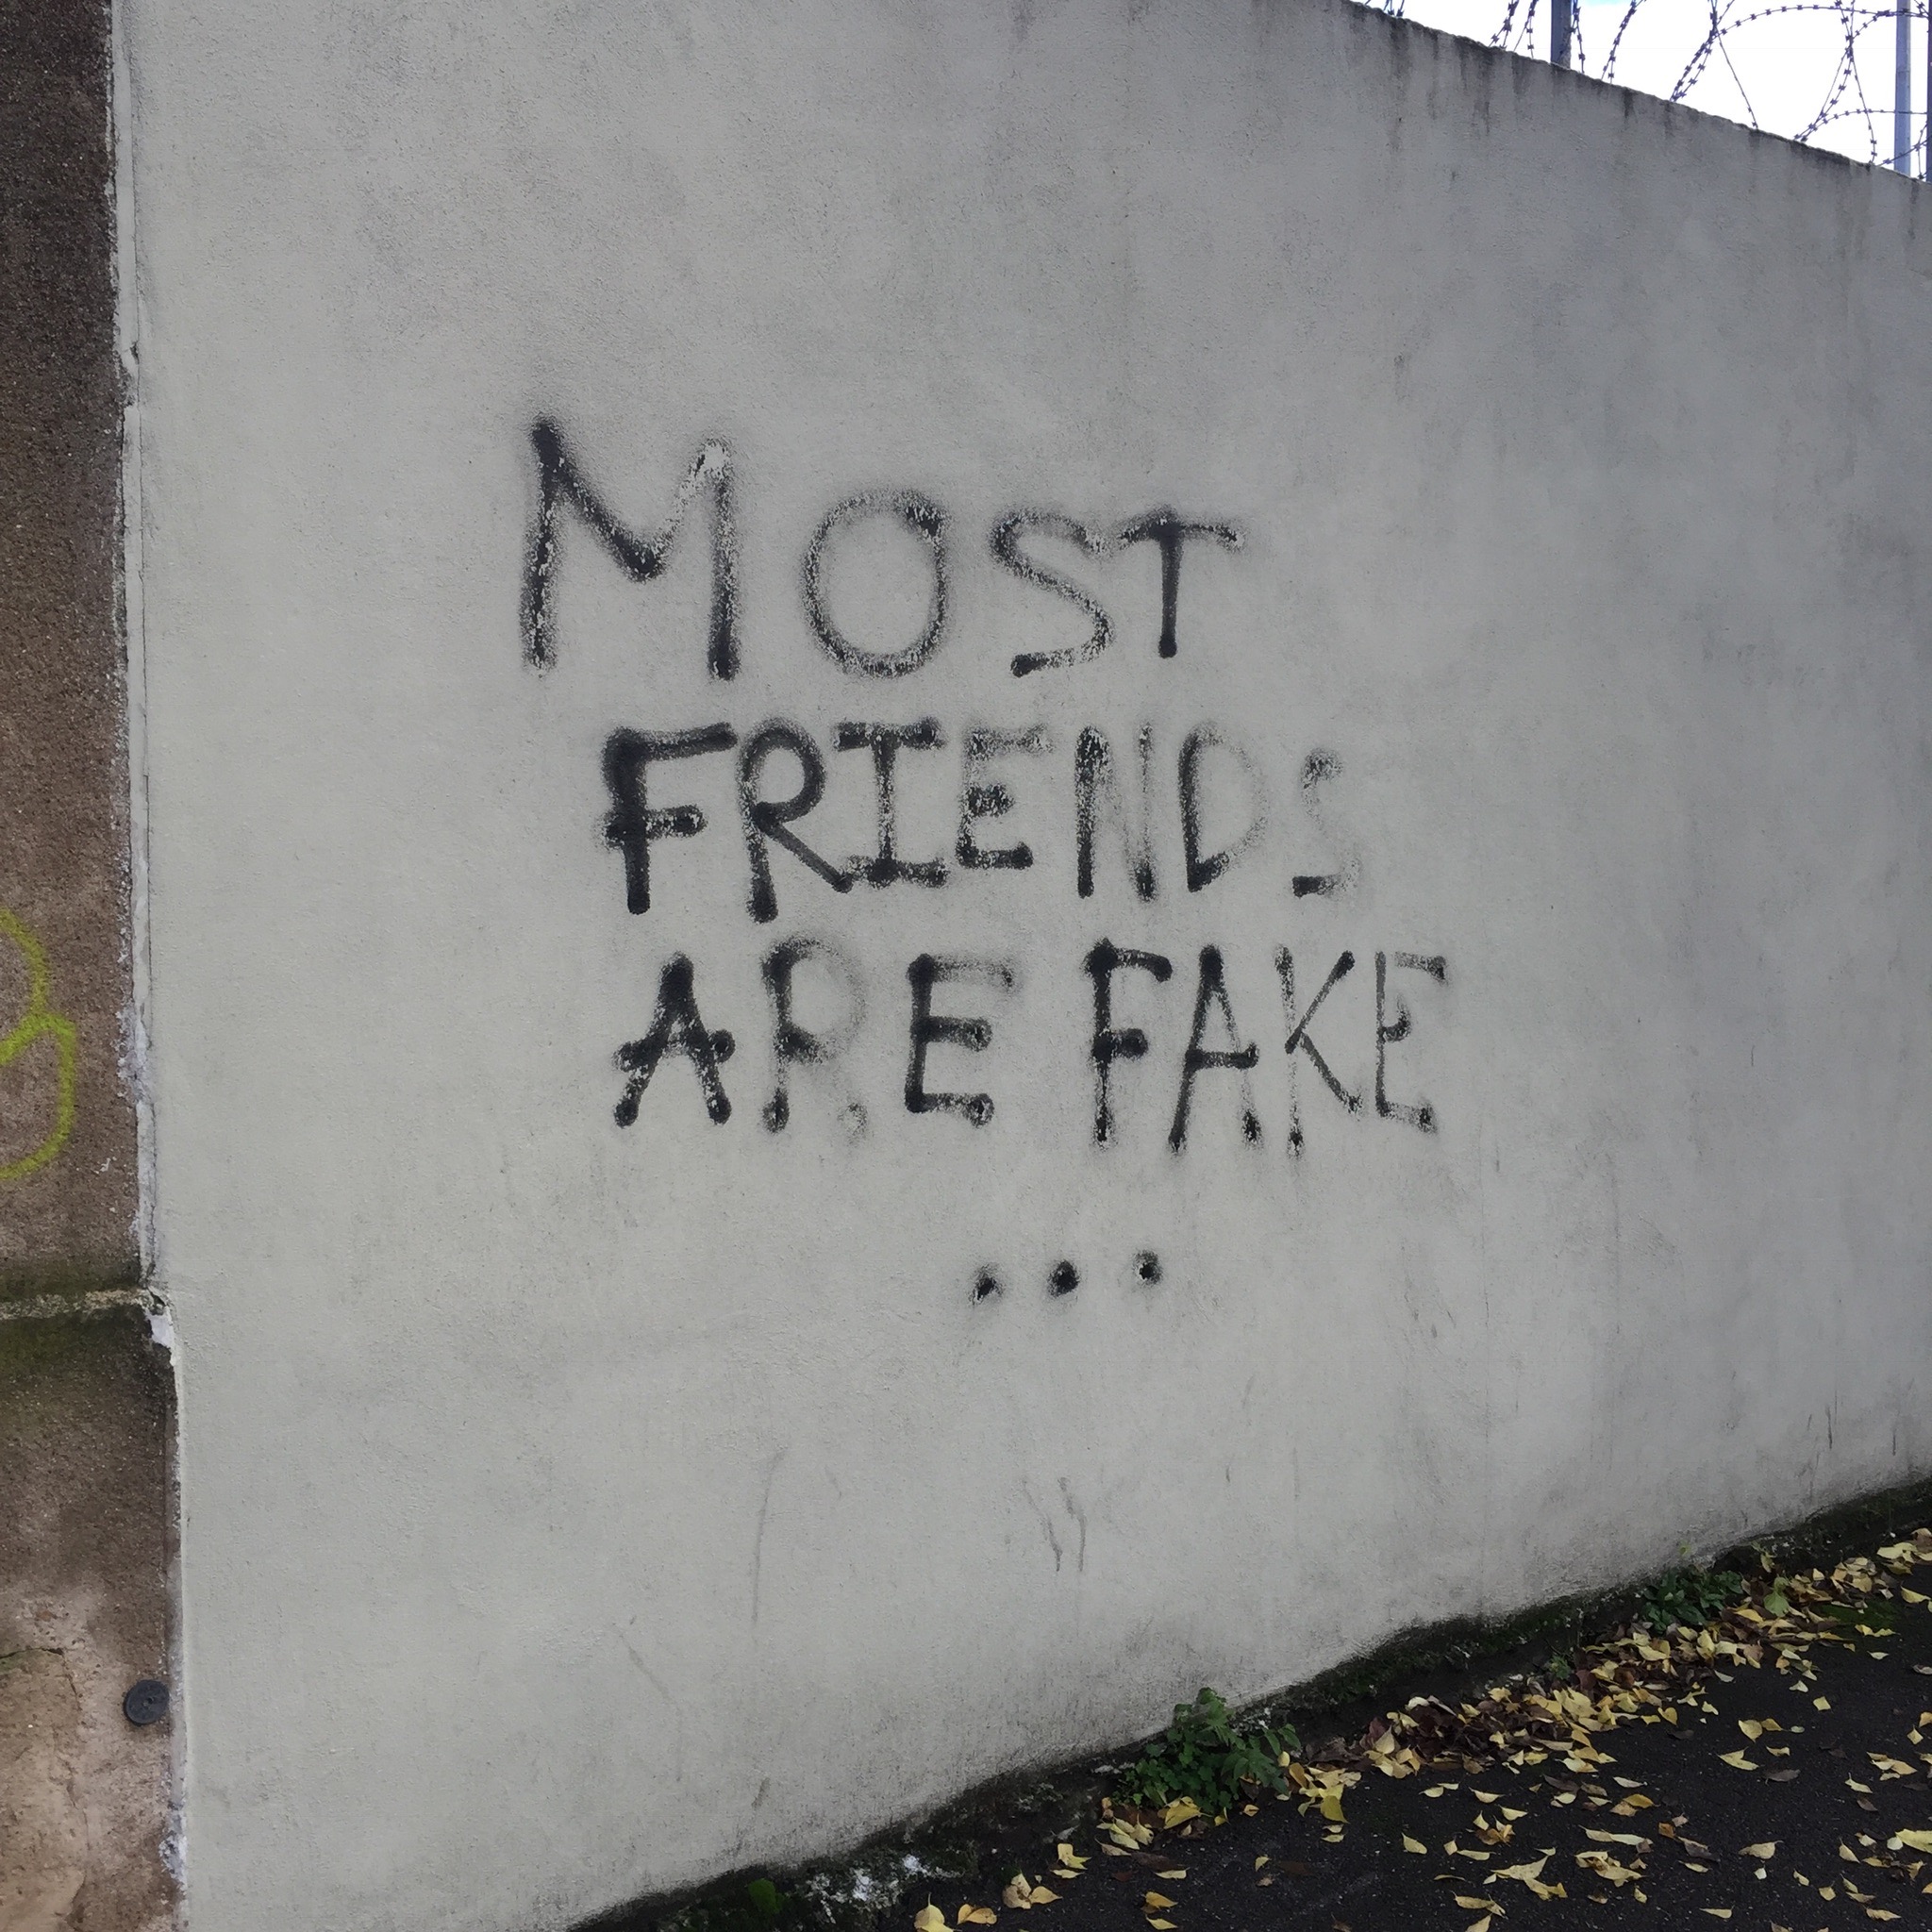 MOST
FRIENDS
ARE FAKE
...